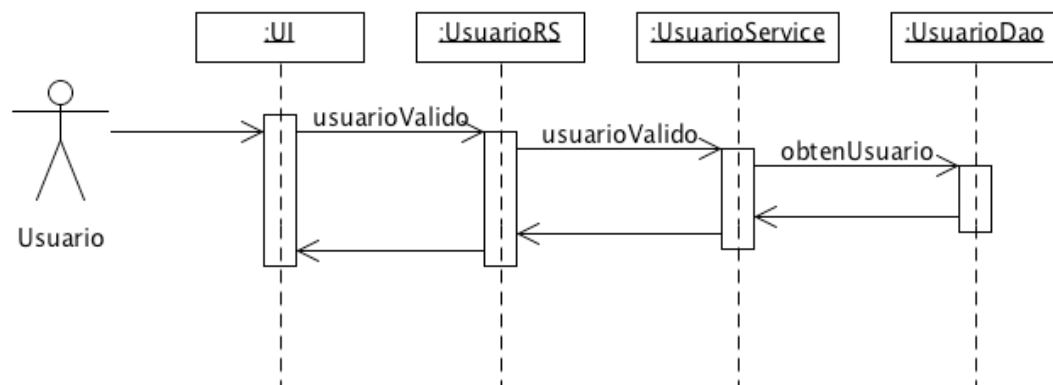 :UI
:UsuarioRS
:UsuarioService
:UsuarioDao
usuarioValido
usuarioValido
obtenUsuario
Usuario